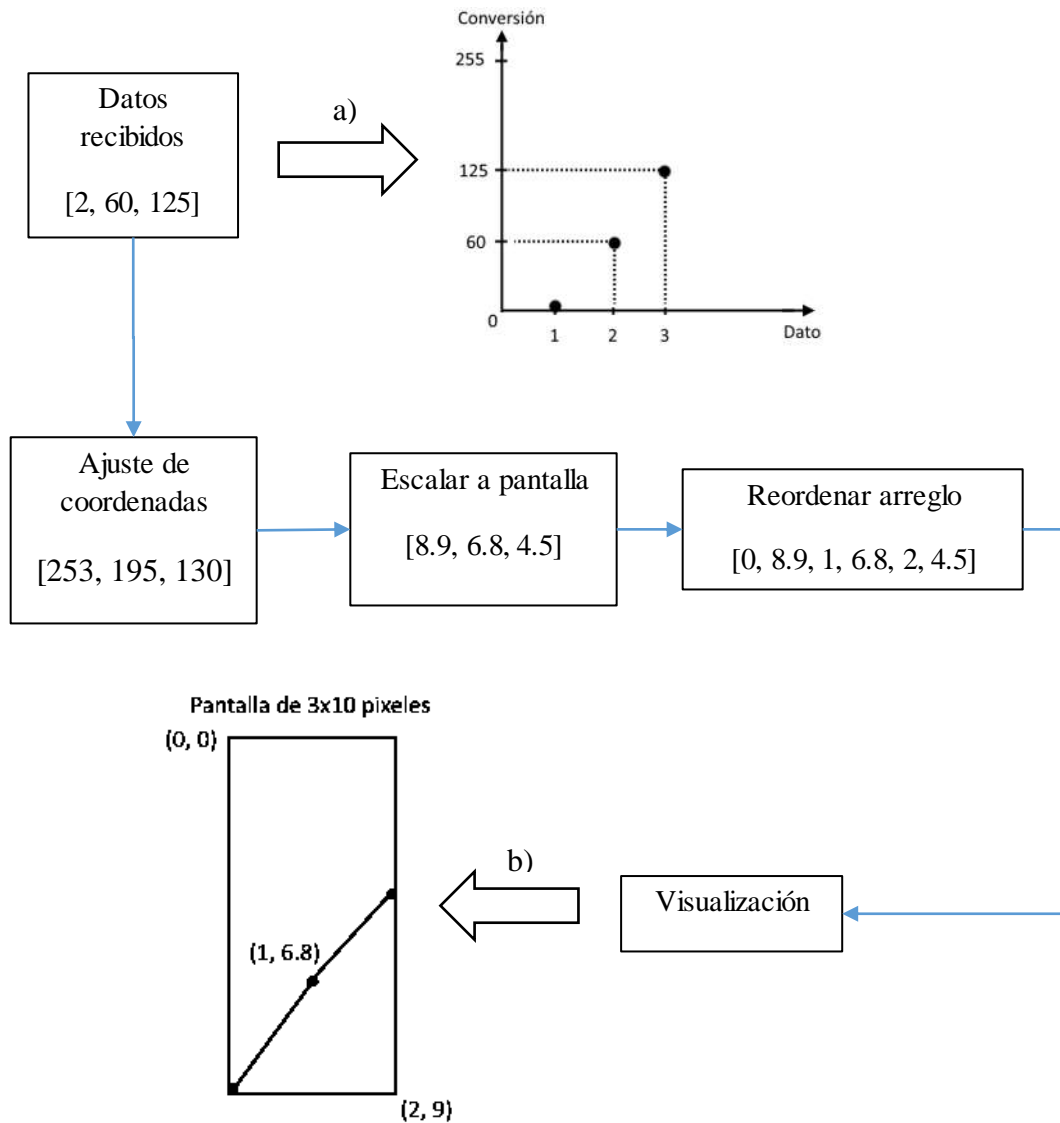 Conversión
255
125
60
0
1 2 3
Dato
Datos
recibidos
[2, 60, 125]
a)
Ajuste de
coordenadas
[253, 195, 130]
Escalar a pantalla
[8.9, 6.8, 4.5]
Reordenar arreglo
[0, 8.9, 1, 6.8, 2, 4.5]
Pantalla de 3x10 pixeles
(0, 0)
(1, 6.8)
(2, 9)
b)
Visualización